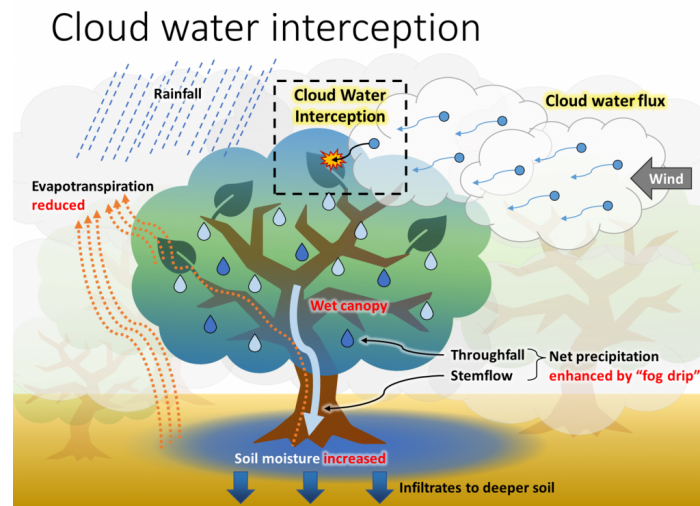 Cloud water interception
Rainfall
Cloud Water
Interception
Cloud water flux
Wind
Evapotranspiration
reduced
Wet canopy
Throughfall
Stemflow
Net precipitation
enhanced by “fog drip”
Soil moisture increased
Infiltrates to deeper soil